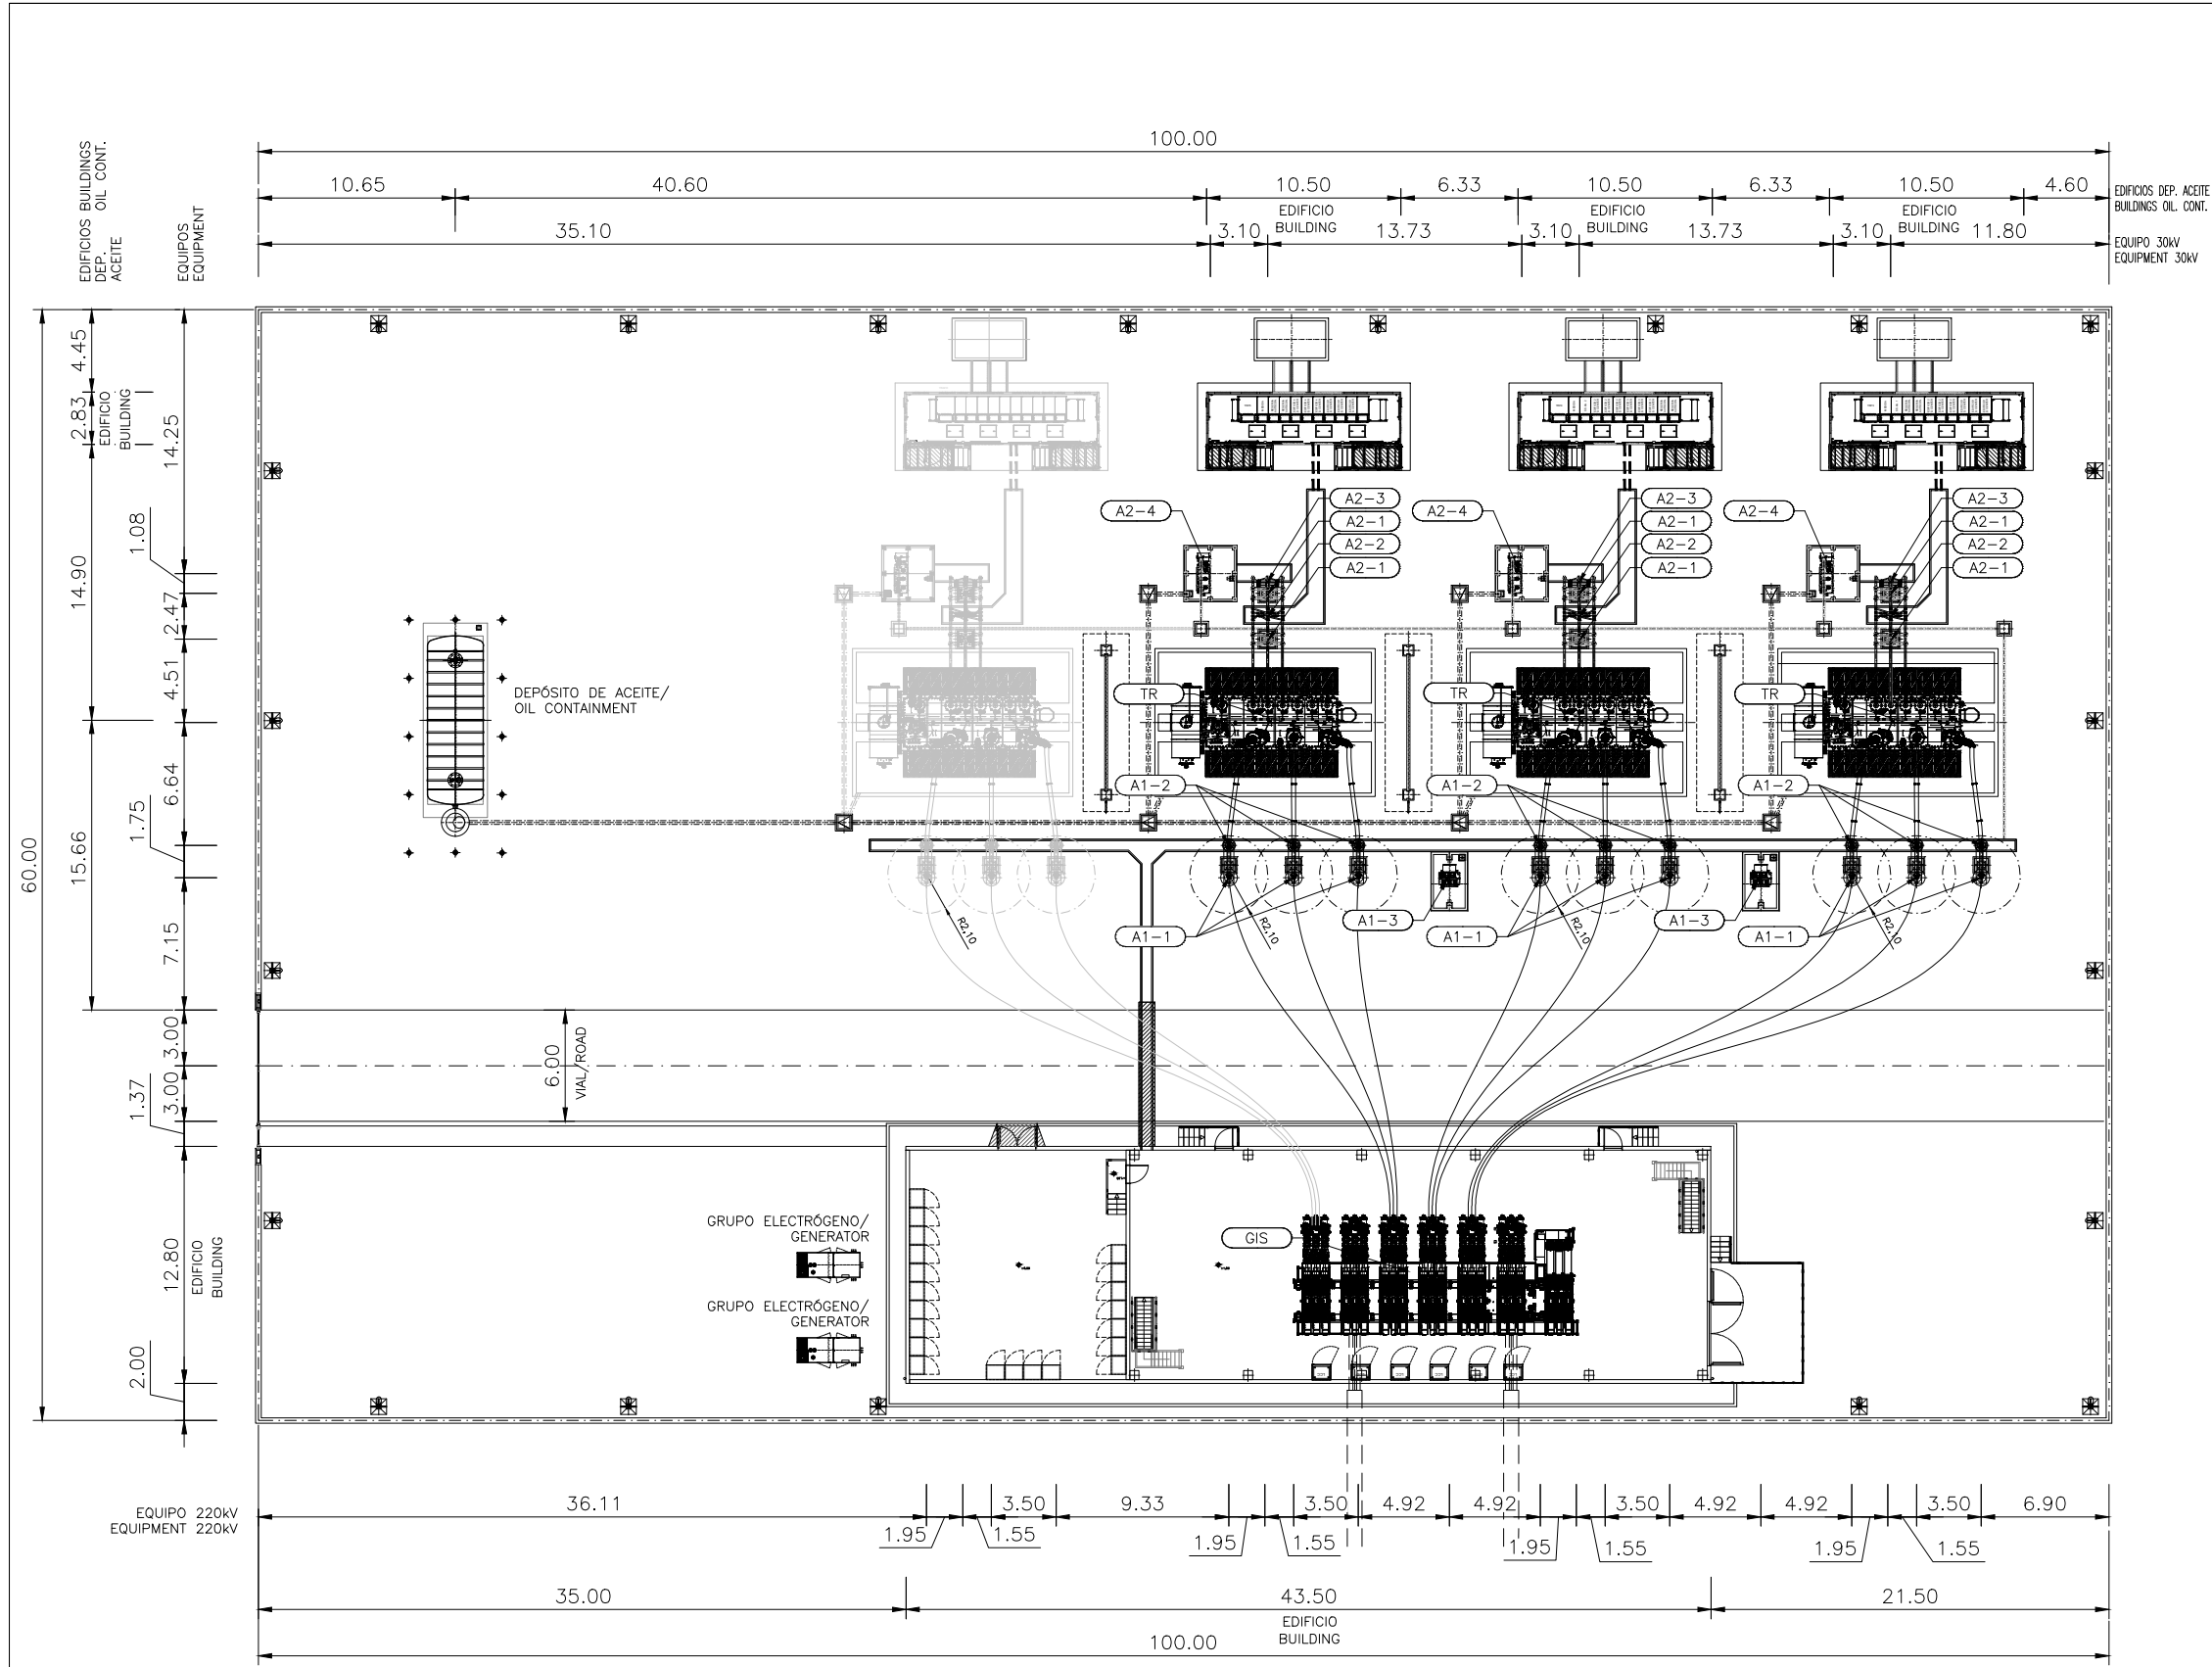 100.00
10.65
40.60
10.50
6.33
10.50
6.33
10.50
4.60
EDIFICIOS DEP. ACEITE
BUILDINGS OIL. CONT.
EDIFICIO
BUILDING
EDIFICIO
BUILDING
EDIFICIO
BUILDING
35.10
3.10
13.73
3.10
13.73
3.10
11.80
EQUIPO 30kV
EQUIPMENT 30kV
EDIFICIOS BUILDINGS
DEP. OIL CONT.
ACEITE
EQUIPOS
EQUIPMENT
60.00
4.45
2.83
EDIFICIO
BUILDING
14.90
15.66
14.25
1.08
2.47
4.51
6.64
1.75
7.15
3.00
3.00
1.37
12.80
EDIFICIO
BUILDING
2.00
A2-4
A2-3
A2-1
A2-2
A2-1
A2-4
A2-3
A2-1
A2-2
A2-1
A2-4
A2-3
A2-1
A2-2
A2-1
DEPÓSITO DE ACEITE/
OIL CONTAINMENT
TR
TR
TR
A1-2
A1-2
A1-2
A1-3
A1-3
A1-1
A1-1
A1-1
R2,10
R2,10
R2,10
R2,10
6.00
VIAL/ROAD
GRUPO ELECTRÓGENO/
GENERATOR
GRUPO ELECTRÓGENO/
GENERATOR
GIS
EQUIPO 220kV
EQUIPMENT 220kV
36.11
3.50
9.33
3.50
4.92
4.92
3.50
4.92
4.92
3.50
6.90
1.95
1.55
1.95
1.55
1.95
1.55
1.95
1.55
35.00
43.50
21.50
EDIFICIO
BUILDING
100.00